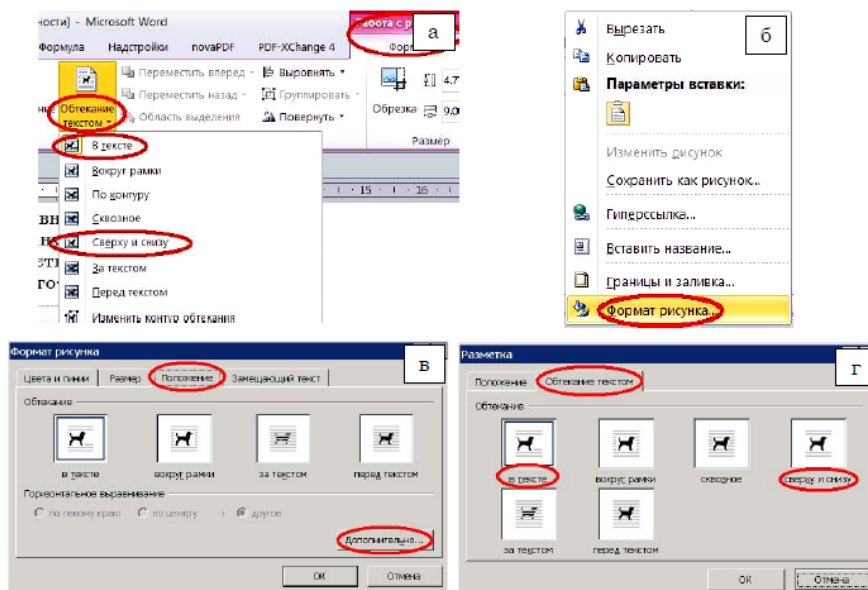 ности] - Microsoft Word
Работа с р
а
Формула Надстройки novaPDF PDF-XChange 4 Фор
Переместить вперед
Выровнять
4.7
Обтекание текстом
Переместить назад
Группировать
Обрезка
9.0
Область выделения
Повернуть
Размер
В тексте
Вокруг рамки
По контуру
15 16
Сквозное
Сверху и снизу
За текстом
Перед текстом
Изменить контур обтекания
б
Вырезать
Копировать
Параметры вставки:
Изменить рисунок
Сохранить как рисунок...
Гиперссылка...
Вставить название...
Границы и заливка...
Формат рисунка...
Формат рисунка
в
Цвета и линии Размер Положение Замещающий текст
Обтекание
в тексте вокруг рамки за текстом перед текстом
Горизонтальное выравнивание
по левому краю по центру другое
Дополнительно...
ОК Отмена
Разметка
г
Положение Обтекание текстом
Обтекание
в тексте вокруг рамки сквозное сверху и снизу
за текстом перед текстом
ОК Отмена